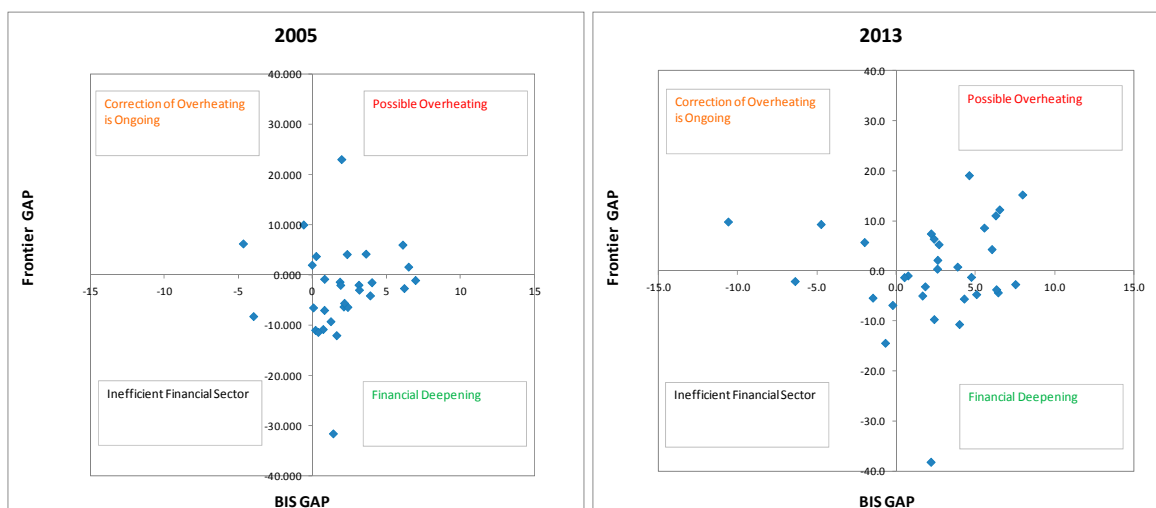 2005
40.000
30.000
20.000
10.000
0.000
-10.000
-20.000
-30.000
-40.000
-15
-10
-5
0
5
10
15
Correction of Overheating
is Ongoing
Possible Overheating
Inefficient Financial Sector
Financial Deepening
Frontier GAP
BIS GAP
2013
40.0
30.0
20.0
10.0
0.0
-10.0
-20.0
-30.0
-40.0
-15.0
-10.0
-5.0
0.0
5.0
10.0
15.0
Correction of Overheating
is Ongoing
Possible Overheating
Inefficient Financial Sector
Financial Deepening
Frontier GAP
BIS GAP